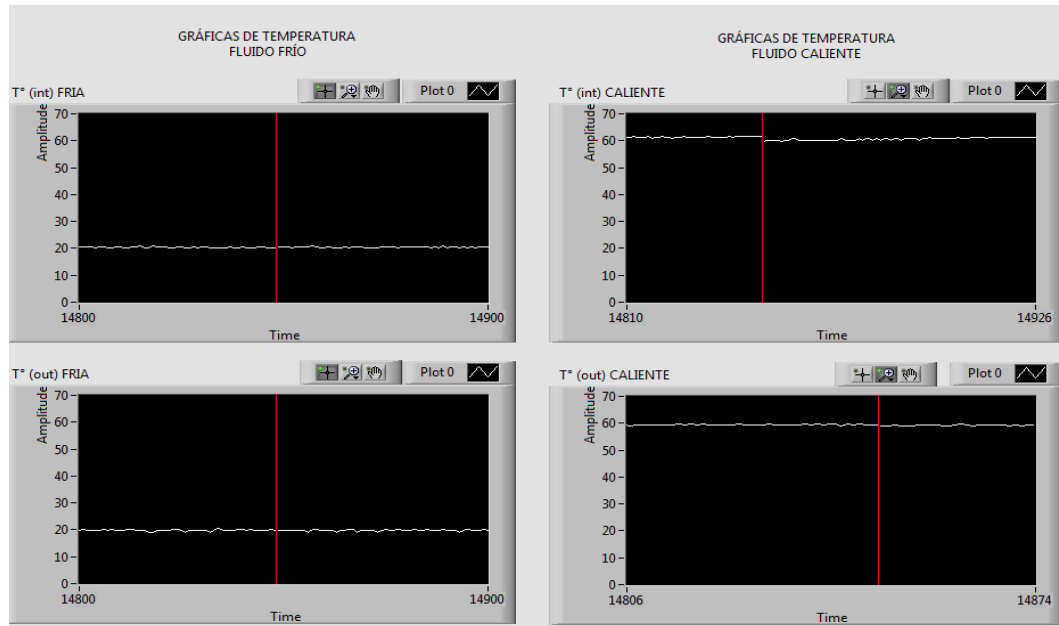 GRÁFICAS DE TEMPERATURA
FLUIDO FRÍO
GRÁFICAS DE TEMPERATURA
FLUIDO CALIENTE
T° (int) FRIA
Plot 0
Amplitude
70
60
50
40
30
20
10
0
14800
14900
Time
T° (int) CALIENTE
Plot 0
Amplitude
70
60
50
40
30
20
10
0
14810
14926
Time
T° (out) FRIA
Plot 0
Amplitude
70
60
50
40
30
20
10
0
14800
14900
Time
T° (out) CALIENTE
Plot 0
Amplitude
70
60
50
40
30
20
10
0
14806
14874
Time